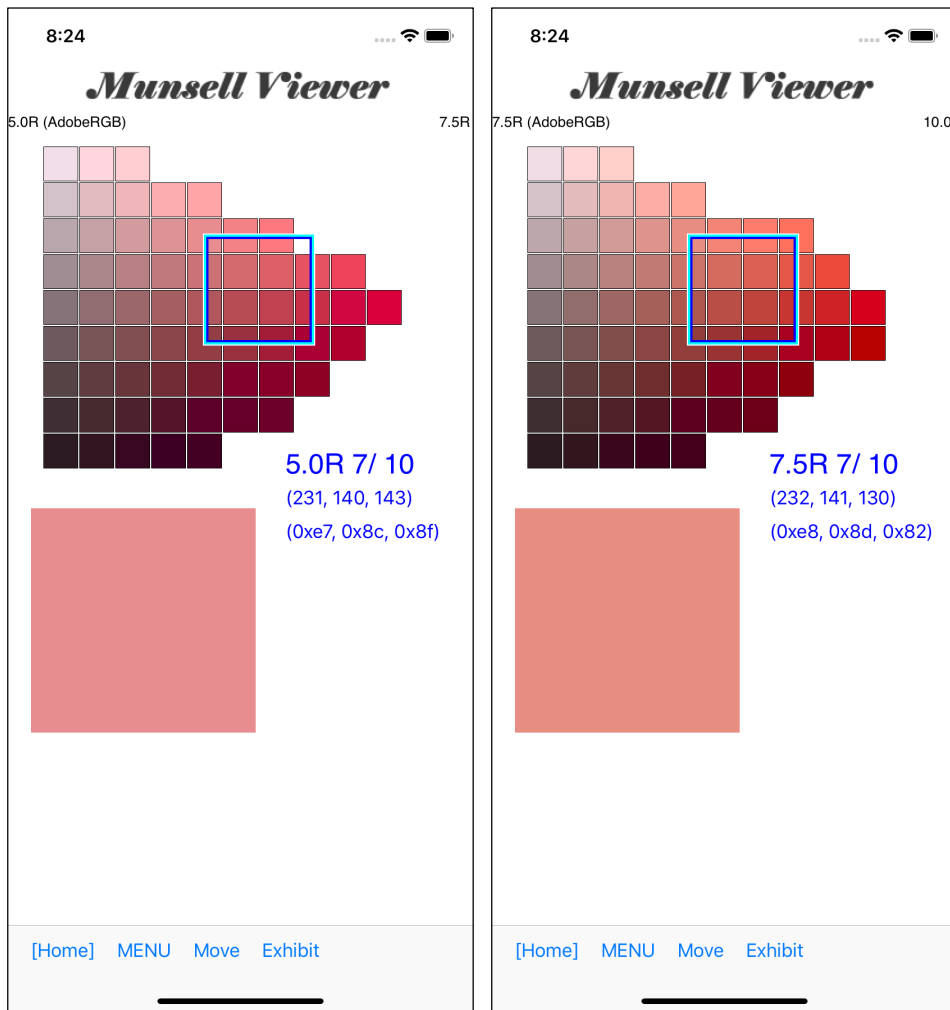 8:24
Munsell Viewer
5.0R (AdobeRGB) 7.5R
5.0R 7/ 10
(231, 140, 143)
(0xe7, 0x8c, 0x8f)
[Home] MENU Move Exhibit
8:24
Munsell Viewer
7.5R (AdobeRGB) 10.0
7.5R 7/ 10
(232, 141, 130)
(0xe8, 0x8d, 0x82)
[Home] MENU Move Exhibit